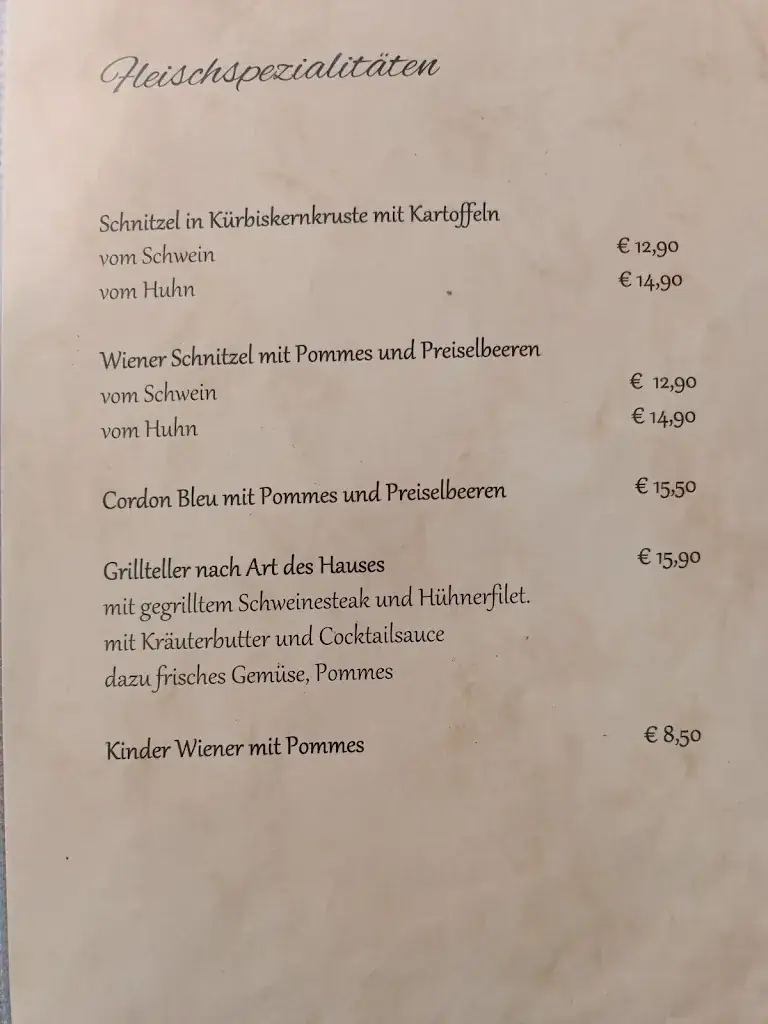 Fleischspezialitäten
Schnitzel in Kürbiskernkruste mit Kartoffeln
vom Schwein € 12,90
vom Huhn € 14,90
Wiener Schnitzel mit Pommes und Preiselbeeren
vom Schwein € 12,90
vom Huhn € 14,90
Cordon Bleu mit Pommes und Preiselbeeren € 15,50
Grillteller nach Art des Hauses € 15,90
mit gegrilltem Schweinesteak und Hühnerfilet.
mit Kräuterbutter und Cocktailsauce
dazu frisches Gemüse, Pommes
Kinder Wiener mit Pommes € 8,50